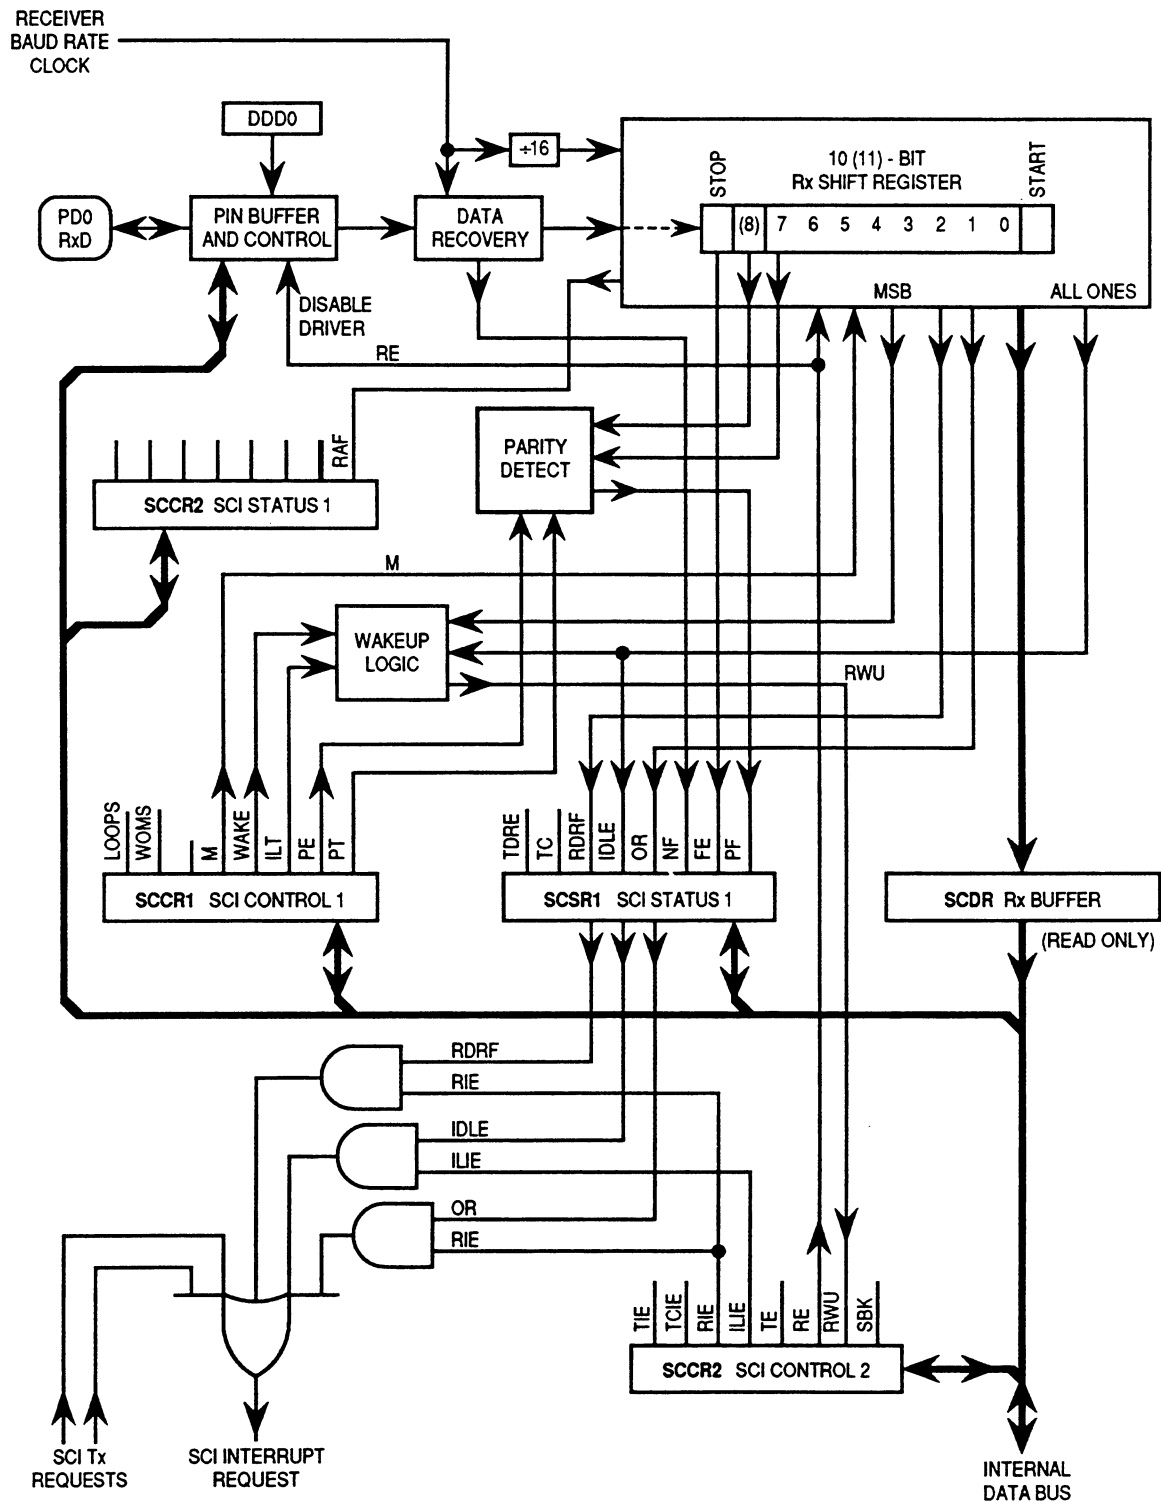 RECEIVER
BAUD RATE
CLOCK
DDD0
÷16
10 (11) - BIT
Rx SHIFT REGISTER
STOP
START
PD0
RxD
PIN BUFFER
AND CONTROL
DATA
RECOVERY
(8) 7 6 5 4 3 2 1 0
DISABLE
DRIVER
MSB
ALL ONES
RE
RAF
PARITY
DETECT
SCCR2 SCI STATUS 1
M
WAKEUP
LOGIC
RWU
LOOPS
WOMS
M
WAKE
ILT
PE
PT
TDRE
TC
RDRF
IDLE
OR
NF
FE
PF
SCCR1 SCI CONTROL 1
SCSR1 SCI STATUS 1
SCDR Rx BUFFER
(READ ONLY)
RDRF
RIE
IDLE
ILIE
OR
RIE
TIE
TCIE
RIE
ILIE
TE
RE
RWU
SBK
SCCR2 SCI CONTROL 2
SCI Tx
REQUESTS
SCI INTERRUPT
REQUEST
INTERNAL
DATA BUS